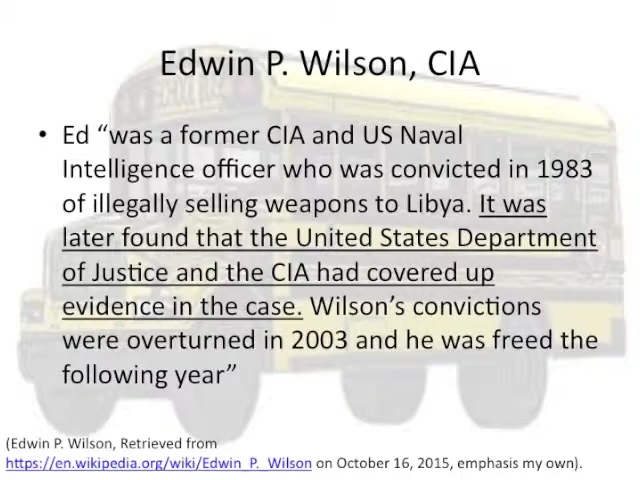 Edwin P. Wilson, CIA
• Ed “was a former CIA and US Naval
Intelligence officer who was convicted in 1983
of illegally selling weapons to Libya. It was
later found that the United States Department
of Justice and the CIA had covered up
evidence in the case. Wilson’s convictions
were overturned in 2003 and he was freed the
following year”
(Edwin P. Wilson, Retrieved from
https://en.wikipedia.org/wiki/Edwin_P._Wilson on October 16, 2015, emphasis my own).